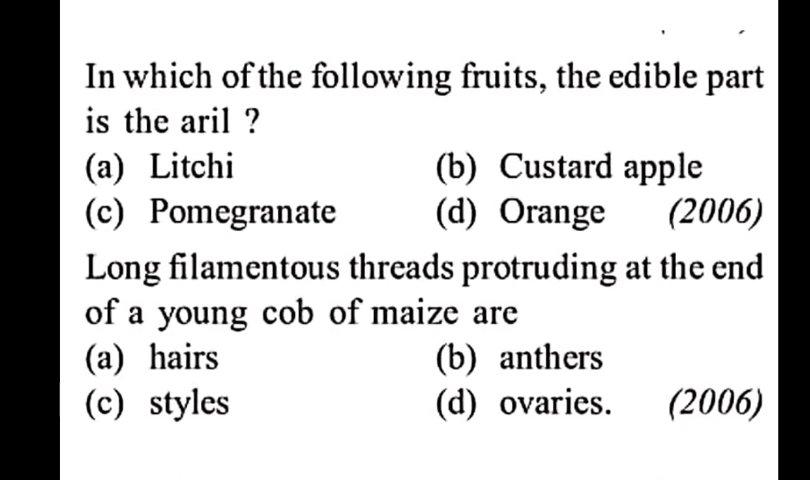 In which of the following fruits, the edible part
is the aril ?
(a) Litchi (b) Custard apple
(c) Pomegranate (d) Orange (2006)
Long filamentous threads protruding at the end
of a young cob of maize are
(a) hairs (b) anthers
(c) styles (d) ovaries. (2006)